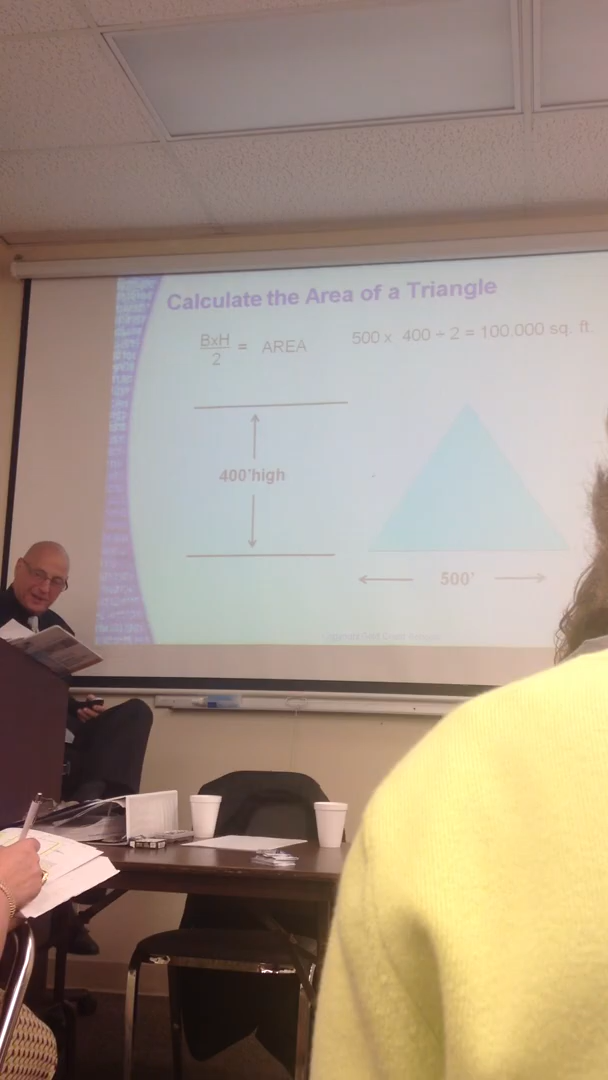 Calculate the Area of a Triangle
BxH
2
= AREA
500 x 400 ÷ 2 = 100.000 sq. ft.
400'high
500'